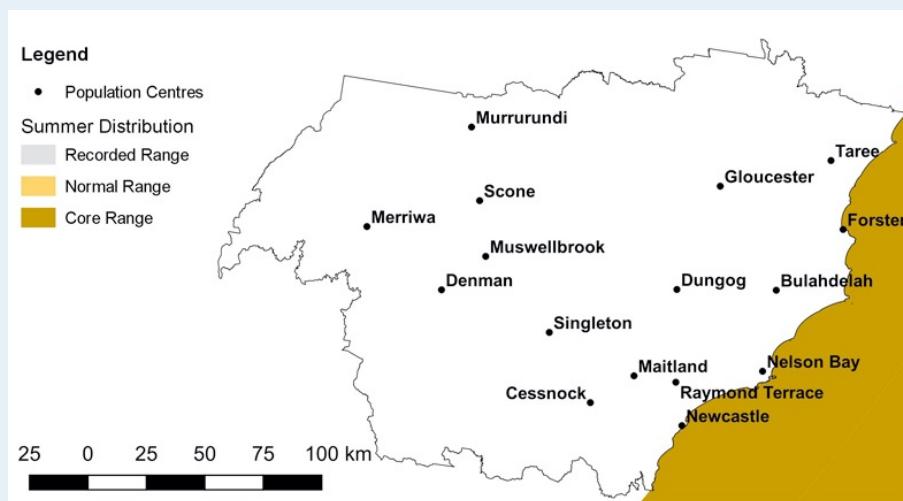 Legend
Population Centres
Summer Distribution
Recorded Range
Normal Range
Core Range
Murrurundi
Taree
Gloucester
Scone
Merriwa
Forster
Muswellbrook
Denman
Dungog
Bulahdelah
Singleton
Maitland
Nelson Bay
Cessnock
Raymond Terrace
Newcastle
25 0 25 50 75 100 km